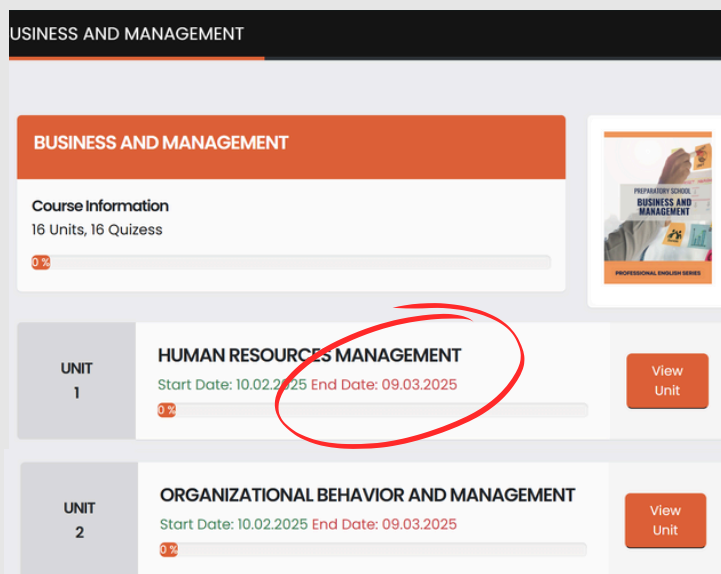 USINESS AND MANAGEMENT
BUSINESS AND MANAGEMENT
Course Information
16 Units, 16 Quizess
0 %
PREPARATORY SCHOOL
BUSINESS AND
MANAGEMENT
PROFESSIONAL ENGLISH SERIES
UNIT
1
HUMAN RESOURCES MANAGEMENT
Start Date: 10.02.2025 End Date: 09.03.2025
0 %
View
Unit
UNIT
2
ORGANIZATIONAL BEHAVIOR AND MANAGEMENT
Start Date: 10.02.2025 End Date: 09.03.2025
0 %
View
Unit